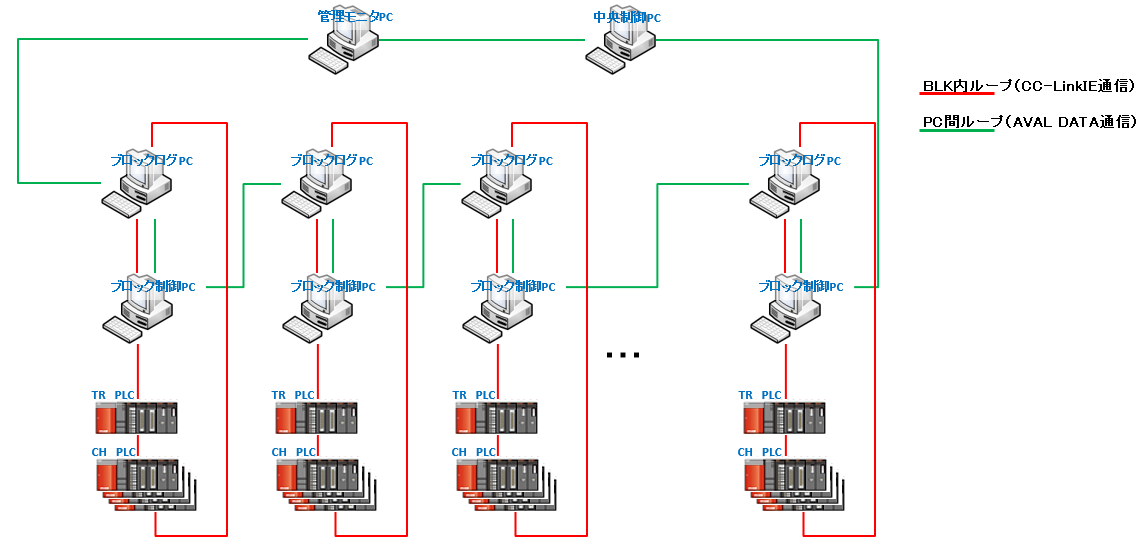 管理モニタPC
中央制御PC
BLK内ループ(CC-LinkIE通信)
PC間ループ(AVAL DATA通信)
ブロックログPC
ブロックログPC
ブロックログPC
ブロックログPC
ブロック制御PC
ブロック制御PC
ブロック制御PC
ブロック制御PC
...
TR PLC
TR PLC
TR PLC
TR PLC
CH PLC
CH PLC
CH PLC
CH PLC